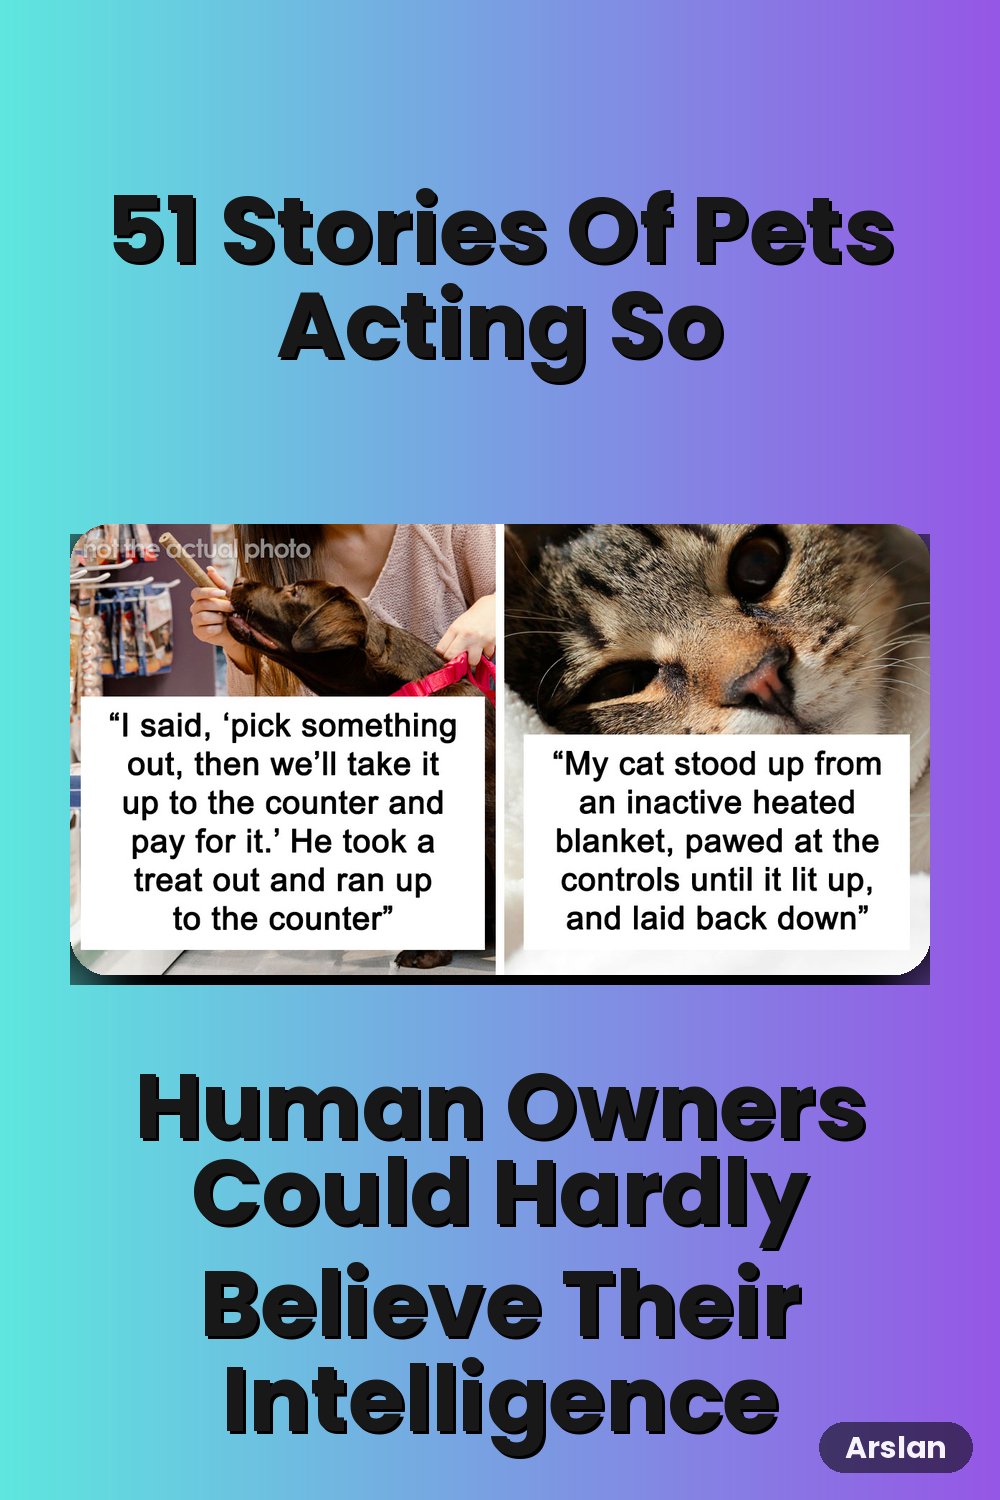 51 Stories Of Pets
Acting So
not the actual photo
“I said, ‘pick something
out, then we’ll take it
up to the counter and
pay for it.’ He took a
treat out and ran up
to the counter”
“My cat stood up from
an inactive heated
blanket, pawed at the
controls until it lit up,
and laid back down”
Human Owners
Could Hardly
Believe Their
Intelligence
Arslan